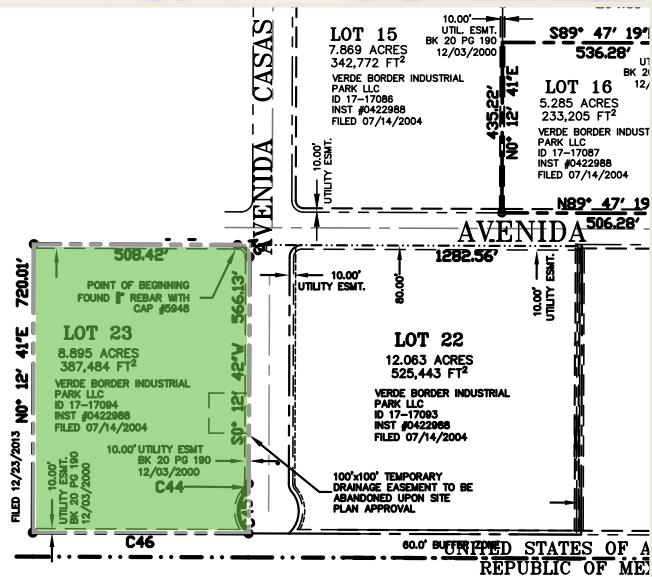 LOT 15
7.869 ACRES
342,772 FT²
VERDE BORDER INDUSTRIAL
PARK LLC
ID 17-17086
INST #0422988
FILED 07/14/2004
10.00'
UTIL. ESMT.
BK 20 PG 190
12/03/2000
S89° 47' 19"
536.28'
LOT 16
5.285 ACRES
233,205 FT²
VERDE BORDER INDUST
PARK LLC
ID 17-17087
INST #0422988
FILED 07/14/2004
435.22'
N0° 12' 41"E
N89° 47' 19
506.28'
AVENIDA CASAS
10.00'
UTILITY ESMT.
AVENIDA
508.42'
1282.56'
POINT OF BEGINNING
FOUND REBAR WITH
CAP #5948
720.01'
N0° 12' 41"E
566.13'
S0° 12' 42"W
LOT 23
8.895 ACRES
387,484 FT²
VERDE BORDER INDUSTRIAL
PARK LLC
ID 17-17094
INST #0422988
FILED 07/14/2004
10.00' UTILITY ESMT
BK 20 PG 190
12/03/2000
C44
C45
10.00'
UTILITY ESMT.
BK 20 PG 190
12/03/2000
FILED 12/23/2013
C46
10.00'
UTILITY ESMT.
80.00'
10.00'
UTILITY ESMT.
LOT 22
12.063 ACRES
525,443 FT²
VERDE BORDER INDUSTRIAL
PARK LLC
ID 17-17093
INST #0422988
FILED 07/14/2004
100'x100' TEMPORARY
DRAINAGE EASEMENT TO BE
ABANDONED UPON SITE
PLAN APPROVAL
60.0' BUFFER ZONE
UNITED STATES OF A
REPUBLIC OF MEX